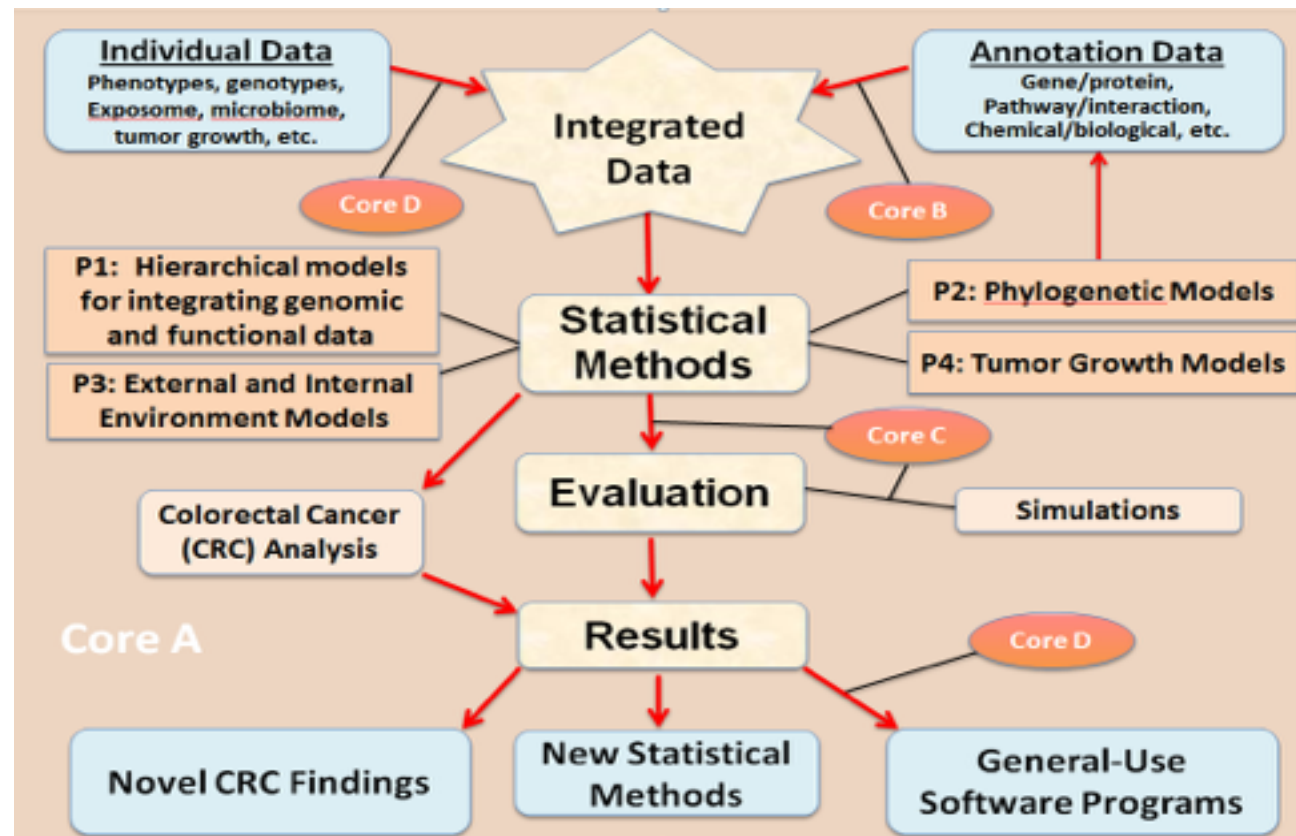 Individual Data
Phenotypes, genotypes,
Exposome, microbiome,
tumor growth, etc.
Integrated
Data
Annotation Data
Gene/protein,
Pathway/interaction,
Chemical/biological, etc.
Core D
Core B
P1: Hierarchical models
for integrating genomic
and functional data
P3: External and Internal
Environment Models
Statistical
Methods
P2: Phylogenetic Models
P4: Tumor Growth Models
Core C
Evaluation
Simulations
Colorectal Cancer
(CRC) Analysis
Core A
Results
Core D
Novel CRC Findings
New Statistical
Methods
General-Use
Software Programs